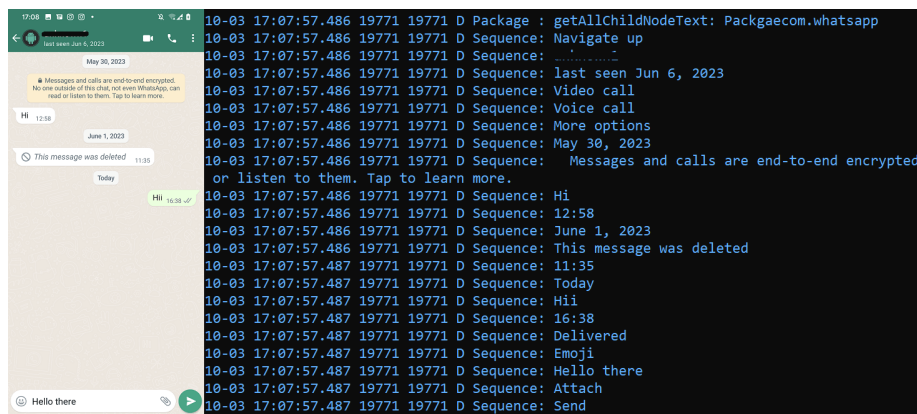 17:08
last seen Jun 6, 2023
May 30, 2023
Messages and calls are end-to-end encrypted.
No one outside of this chat, not even WhatsApp, can
read or listen to them. Tap to learn more.
Hi 12:58
June 1, 2023
This message was deleted 11:35
Today
Hii 16:38
Hello there
10-03 17:07:57.486 19771 19771 D Package : getAllChildNodeText: Packgaecom.whatsapp
10-03 17:07:57.486 19771 19771 D Sequence: Navigate up
10-03 17:07:57.486 19771 19771 D Sequence:
10-03 17:07:57.486 19771 19771 D Sequence: last seen Jun 6, 2023
10-03 17:07:57.486 19771 19771 D Sequence: Video call
10-03 17:07:57.486 19771 19771 D Sequence: Voice call
10-03 17:07:57.486 19771 19771 D Sequence: More options
10-03 17:07:57.486 19771 19771 D Sequence: May 30, 2023
10-03 17:07:57.486 19771 19771 D Sequence: Messages and calls are end-to-end encrypted
or listen to them. Tap to learn more.
10-03 17:07:57.486 19771 19771 D Sequence: Hi
10-03 17:07:57.486 19771 19771 D Sequence: 12:58
10-03 17:07:57.486 19771 19771 D Sequence: June 1, 2023
10-03 17:07:57.486 19771 19771 D Sequence: This message was deleted
10-03 17:07:57.487 19771 19771 D Sequence: 11:35
10-03 17:07:57.487 19771 19771 D Sequence: Today
10-03 17:07:57.487 19771 19771 D Sequence: Hii
10-03 17:07:57.487 19771 19771 D Sequence: 16:38
10-03 17:07:57.487 19771 19771 D Sequence: Delivered
10-03 17:07:57.487 19771 19771 D Sequence: Emoji
10-03 17:07:57.487 19771 19771 D Sequence: Hello there
10-03 17:07:57.487 19771 19771 D Sequence: Attach
10-03 17:07:57.487 19771 19771 D Sequence: Send